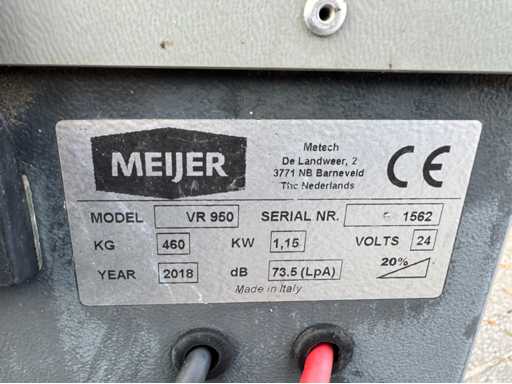 MEIJER
Metech
De Landweer, 2
3771 NB Barneveld
The Nederlands
CE
MODEL VR 950 SERIAL NR. 1562
KG 460 KW 1,15 VOLTS 24
YEAR 2018 dB 73.5 (LpA) 20%
Made in Italy